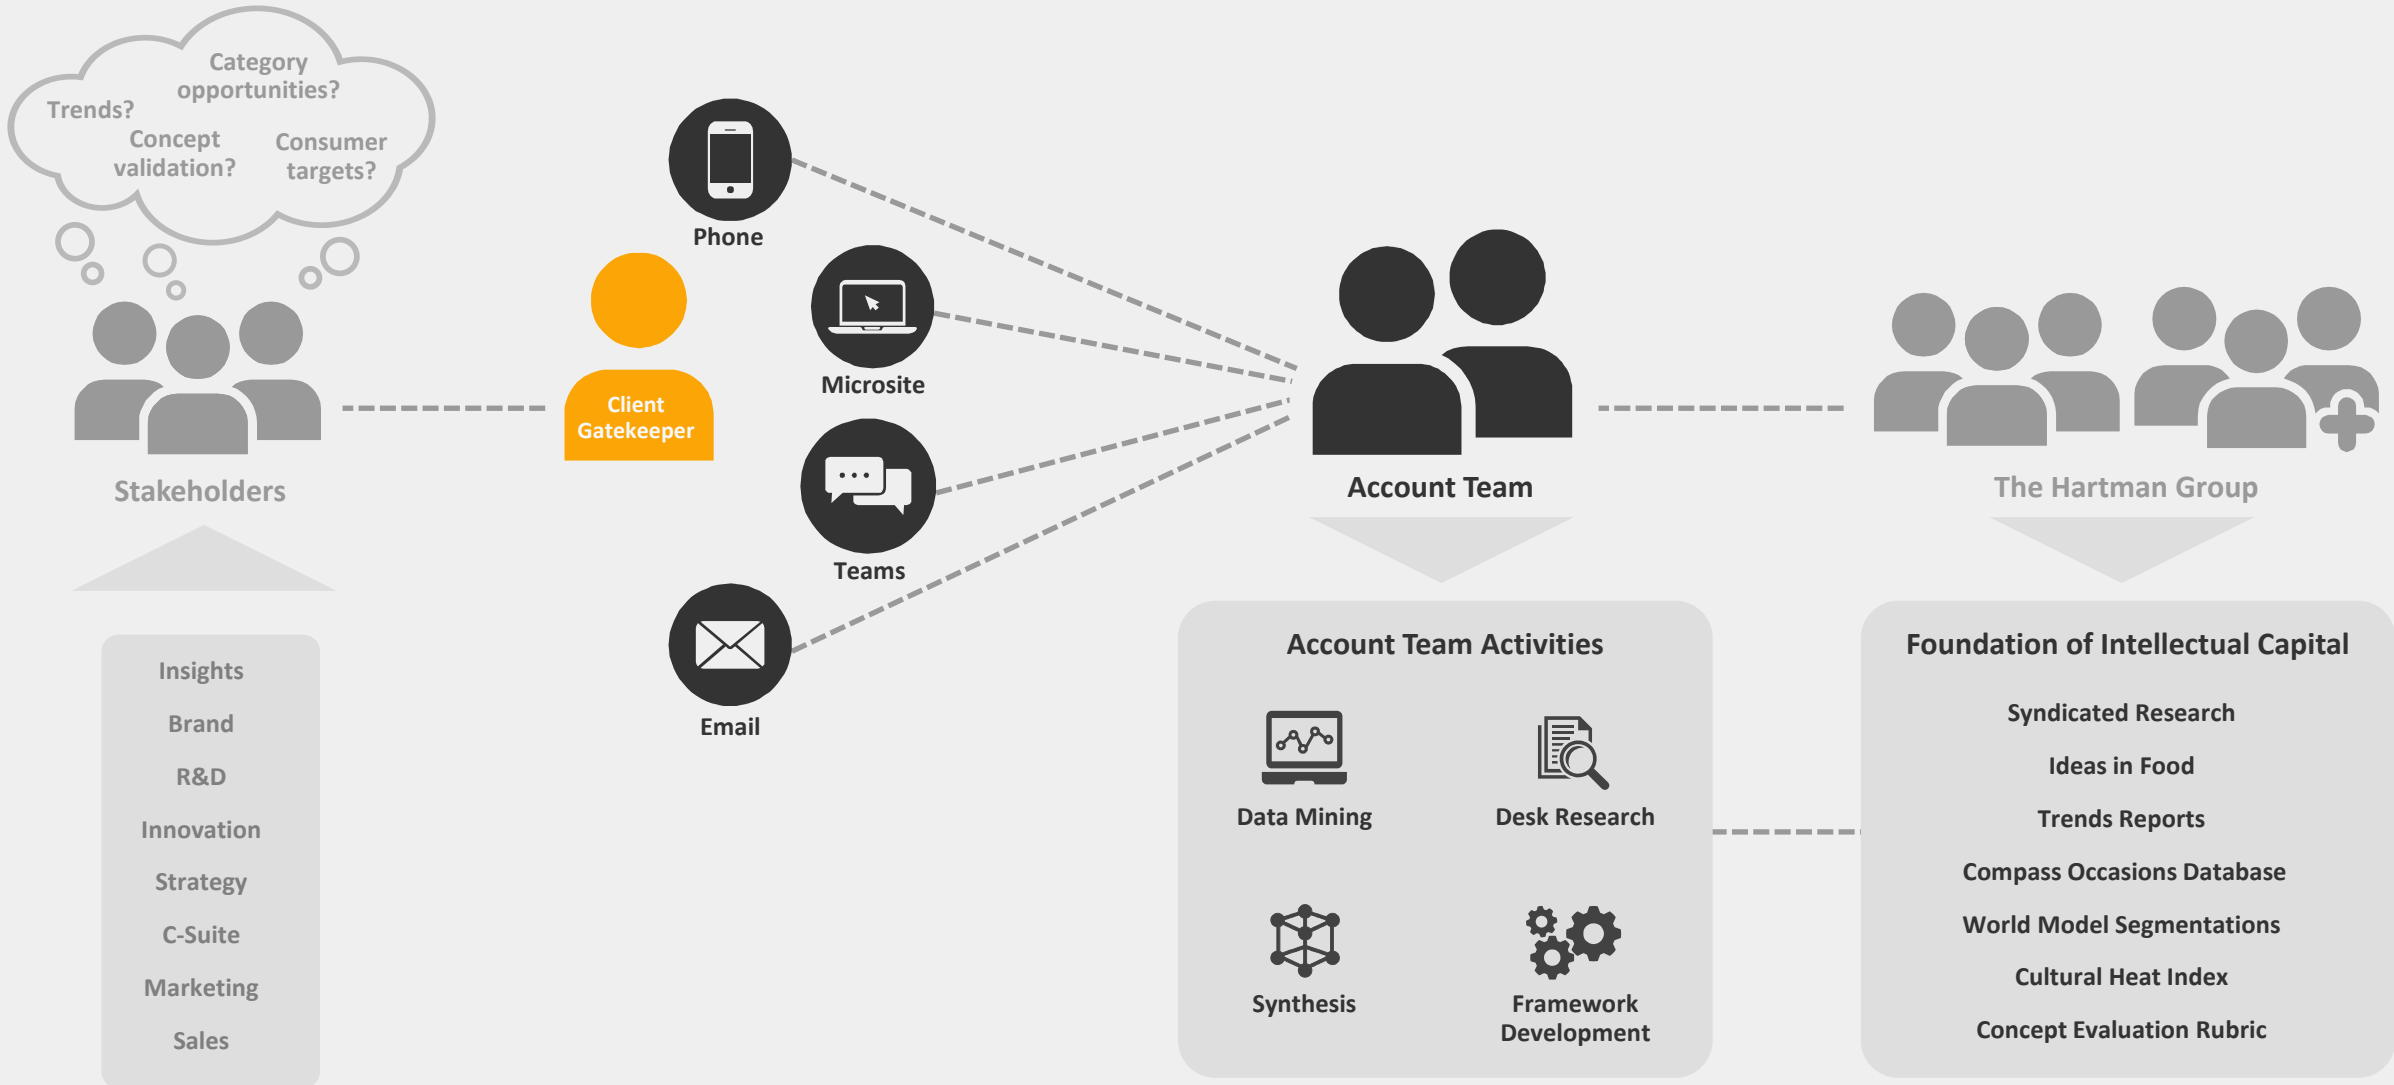 Category
opportunities?
Trends?
Concept
validation?
Consumer
targets?
Stakeholders
Insights
Brand
R&D
Innovation
Strategy
C-Suite
Marketing
Sales
Client
Gatekeeper
Phone
Microsite
Teams
Email
Account Team
Account Team Activities
Data Mining
Desk Research
Synthesis
Framework
Development
The Hartman Group
Foundation of Intellectual Capital
Syndicated Research
Ideas in Food
Trends Reports
Compass Occasions Database
World Model Segmentations
Cultural Heat Index
Concept Evaluation Rubric